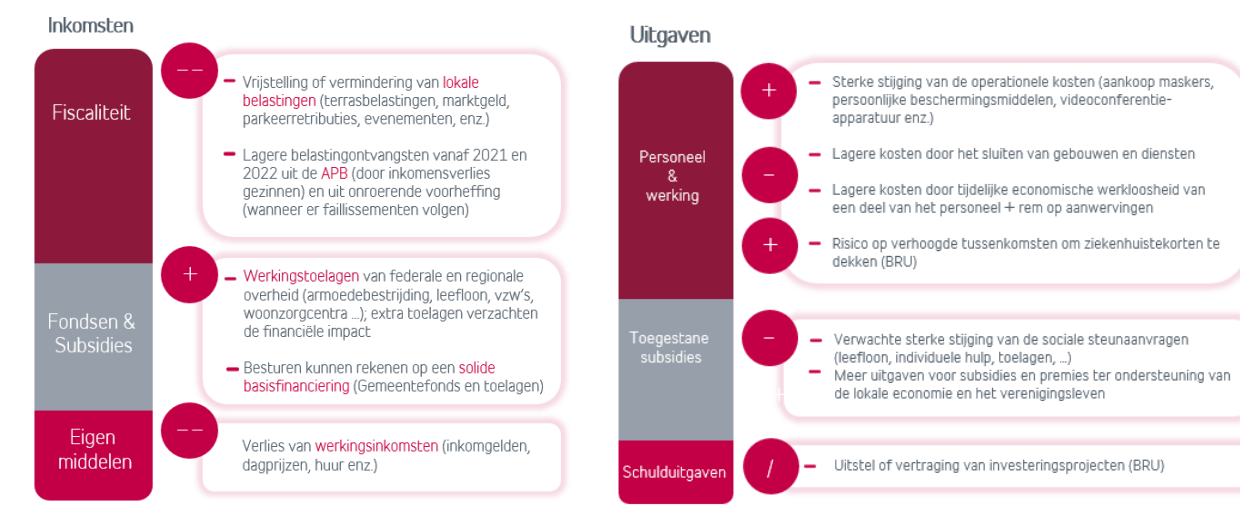 Inkomsten
Fiscaliteit
– –
– Vrijstelling of vermindering van lokale
belastingen (terrasbelastingen, marktgeld,
parkeerretributies, evenementen, enz.)
– Lagere belastingontvangsten vanaf 2021 en
2022 uit de APB (door inkomensverlies
gezinnen) en uit onroerende voorheffing
(wanneer er faillissementen volgen)
Fondsen &
Subsidies
+
– Werkingstoelagen van federale en regionale
overheid (armoedebestrijding, leefloon, vzw's,
woonzorgcentra ...); extra toelagen verzachten
de financiële impact
– Besturen kunnen rekenen op een solide
basisfinanciering (Gemeentefonds en toelagen)
Eigen
middelen
– –
Verlies van werkingsinkomsten (inkomgelden,
dagprijzen, huur enz.)
Uitgaven
Personeel
&
werking
+
– Sterke stijging van de operationele kosten (aankoop maskers,
persoonlijke beschermingsmiddelen, videoconferentie-
apparatuur enz.)
–
– Lagere kosten door het sluiten van gebouwen en diensten
– Lagere kosten door tijdelijke economische werkloosheid van
een deel van het personeel + rem op aanwervingen
+
– Risico op verhoogde tussenkomsten om ziekenhuistekorten te
dekken (BRU)
Toegestane
subsidies
–
– Verwachte sterke stijging van de sociale steunaanvragen
(leefloon, individuele hulp, toelagen, ...)
– Meer uitgaven voor subsidies en premies ter ondersteuning van
de lokale economie en het verenigingsleven
+
Schulduitgaven
/
– Uitstel of vertraging van investeringsprojecten (BRU)